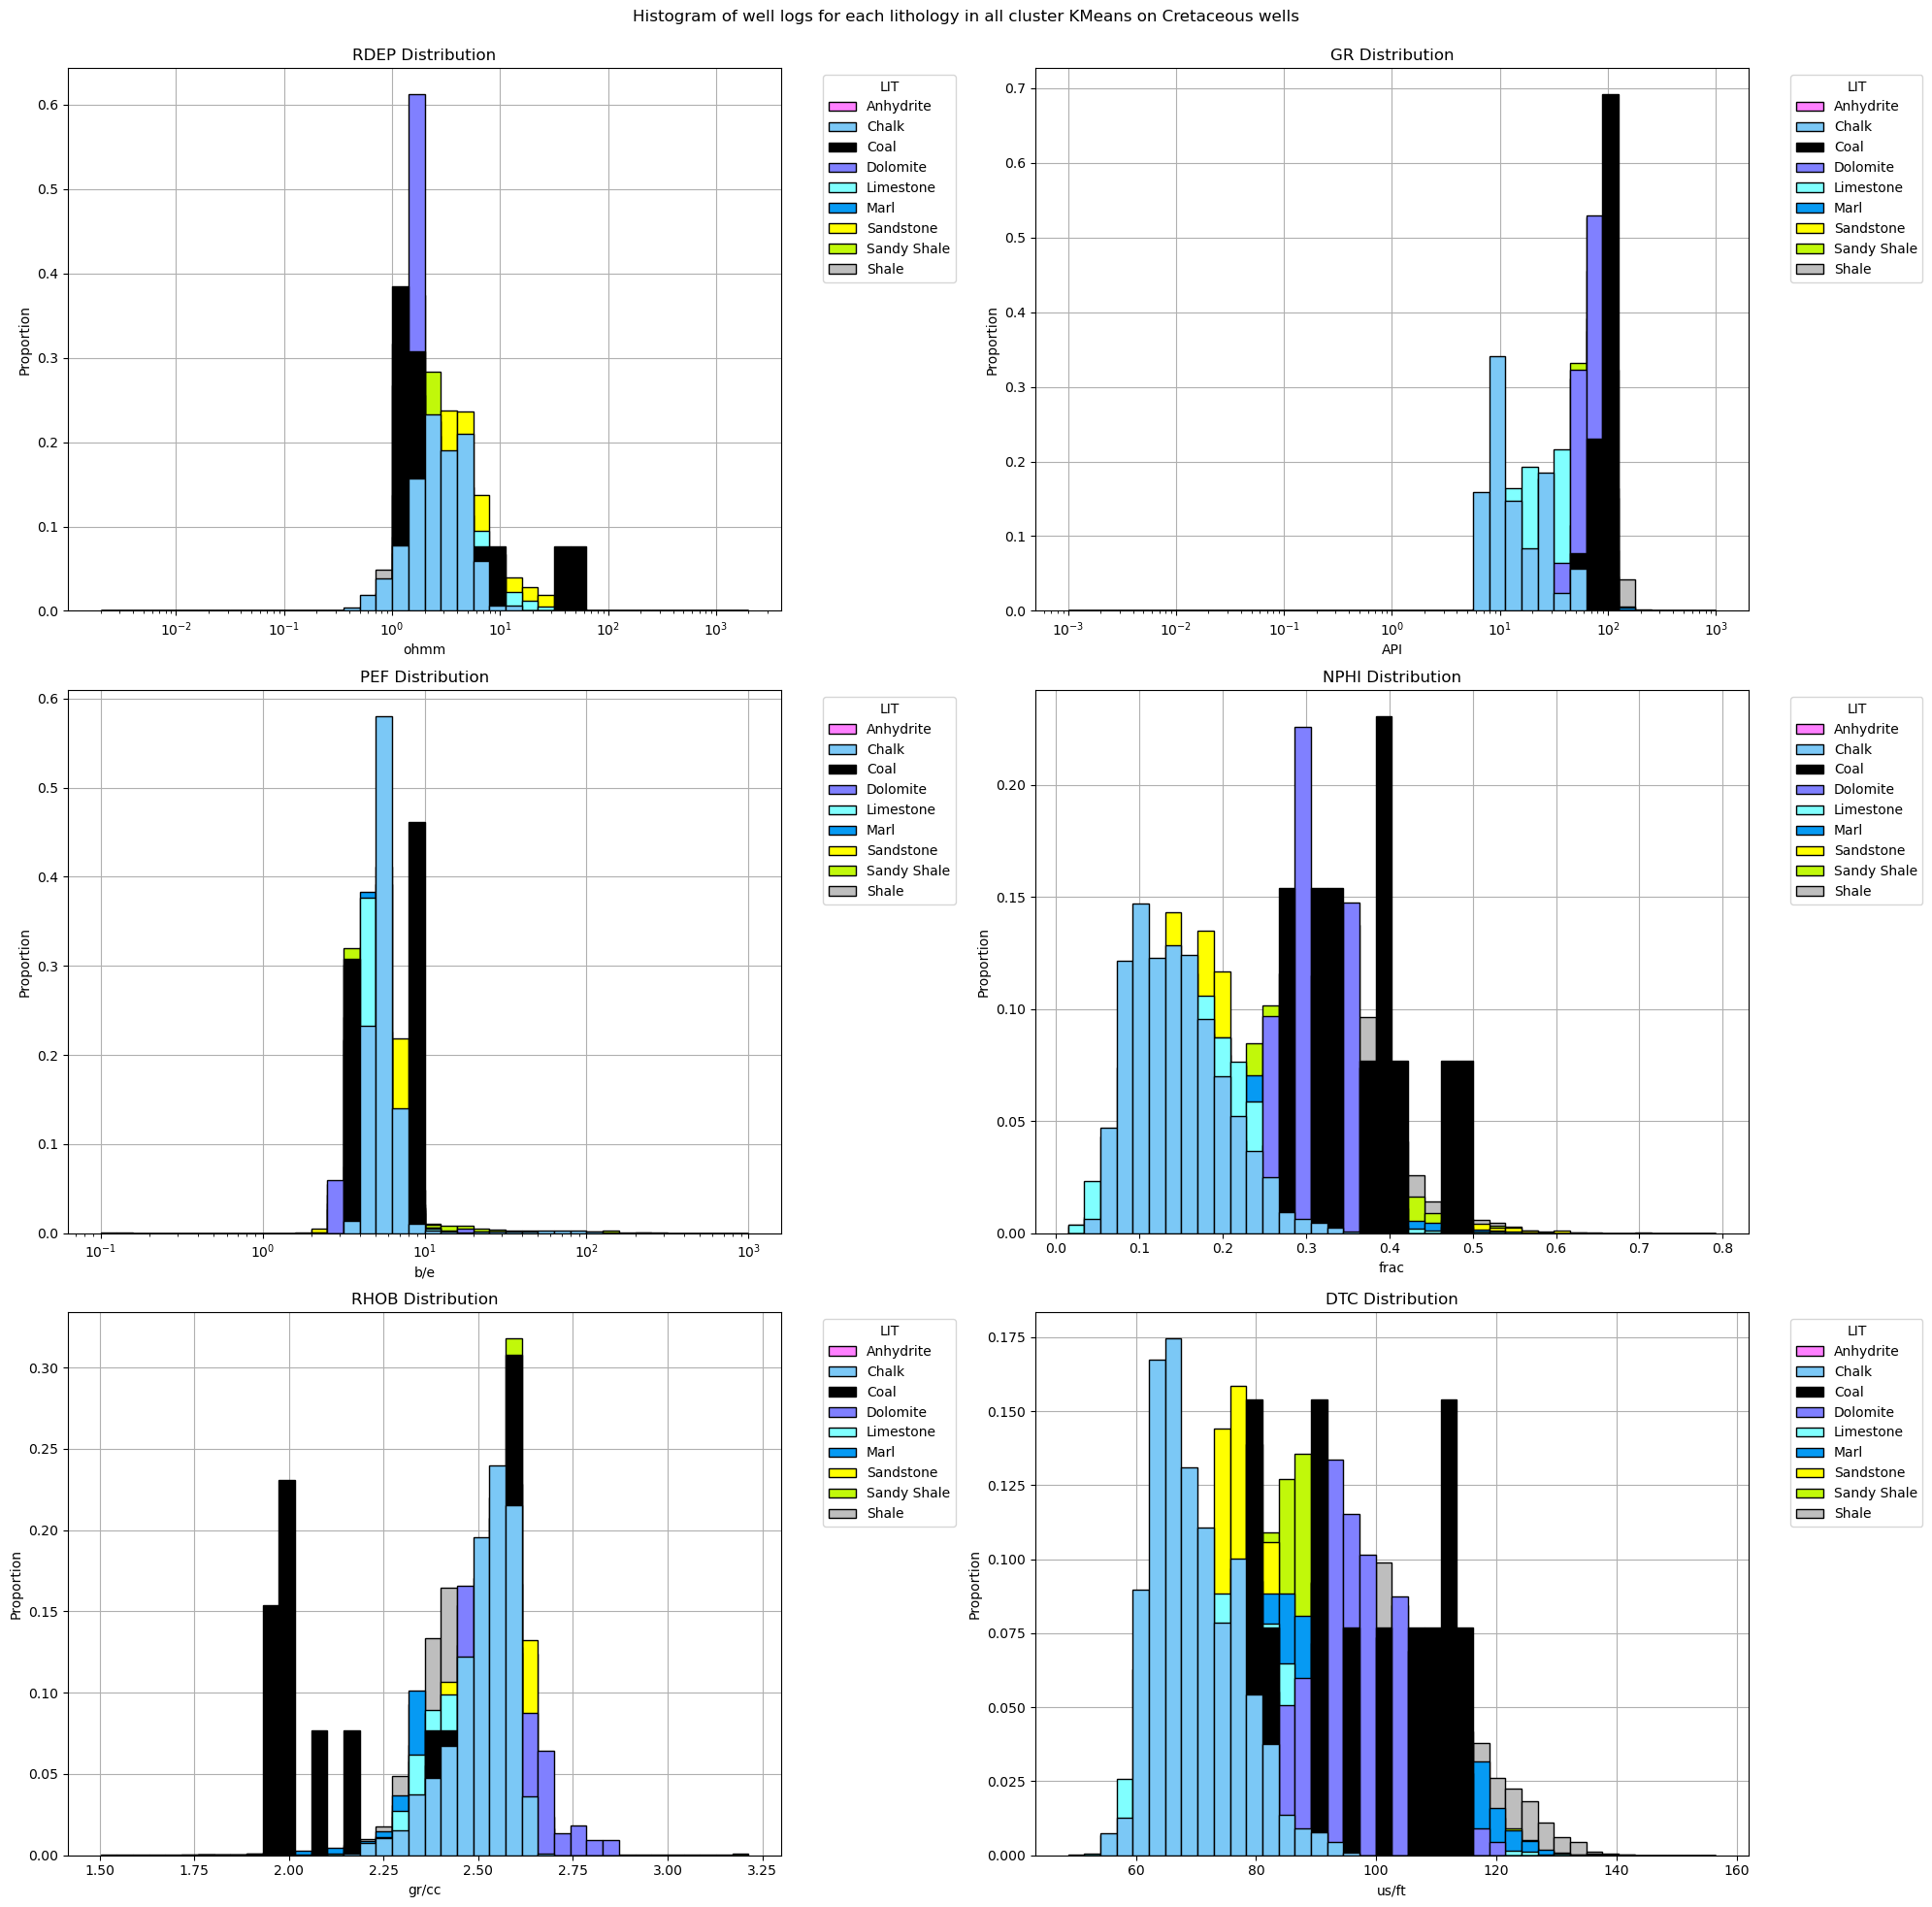 Histogram of well logs for each lithology in all cluster KMeans on Cretaceous wells
RDEP Distribution
Proportion
0.6
0.5
0.4
0.3
0.2
0.1
0.0
10⁻² 10⁻¹ 10⁰ 10¹ 10² 10³
ohmm
LIT
Anhydrite
Chalk
Coal
Dolomite
Limestone
Marl
Sandstone
Sandy Shale
Shale
GR Distribution
Proportion
0.7
0.6
0.5
0.4
0.3
0.2
0.1
0.0
10⁻³ 10⁻² 10⁻¹ 10⁰ 10¹ 10² 10³
API
LIT
Anhydrite
Chalk
Coal
Dolomite
Limestone
Marl
Sandstone
Sandy Shale
Shale
PEF Distribution
Proportion
0.6
0.5
0.4
0.3
0.2
0.1
0.0
10⁻¹ 10⁰ 10¹ 10² 10³
b/e
LIT
Anhydrite
Chalk
Coal
Dolomite
Limestone
Marl
Sandstone
Sandy Shale
Shale
NPHI Distribution
Proportion
0.20
0.15
0.10
0.05
0.00
0.0 0.1 0.2 0.3 0.4 0.5 0.6 0.7 0.8
frac
LIT
Anhydrite
Chalk
Coal
Dolomite
Limestone
Marl
Sandstone
Sandy Shale
Shale
RHOB Distribution
Proportion
0.30
0.25
0.20
0.15
0.10
0.05
0.00
1.50 1.75 2.00 2.25 2.50 2.75 3.00 3.25
gr/cc
LIT
Anhydrite
Chalk
Coal
Dolomite
Limestone
Marl
Sandstone
Sandy Shale
Shale
DTC Distribution
Proportion
0.175
0.150
0.125
0.100
0.075
0.050
0.025
0.000
60 80 100 120 140 160
us/ft
LIT
Anhydrite
Chalk
Coal
Dolomite
Limestone
Marl
Sandstone
Sandy Shale
Shale